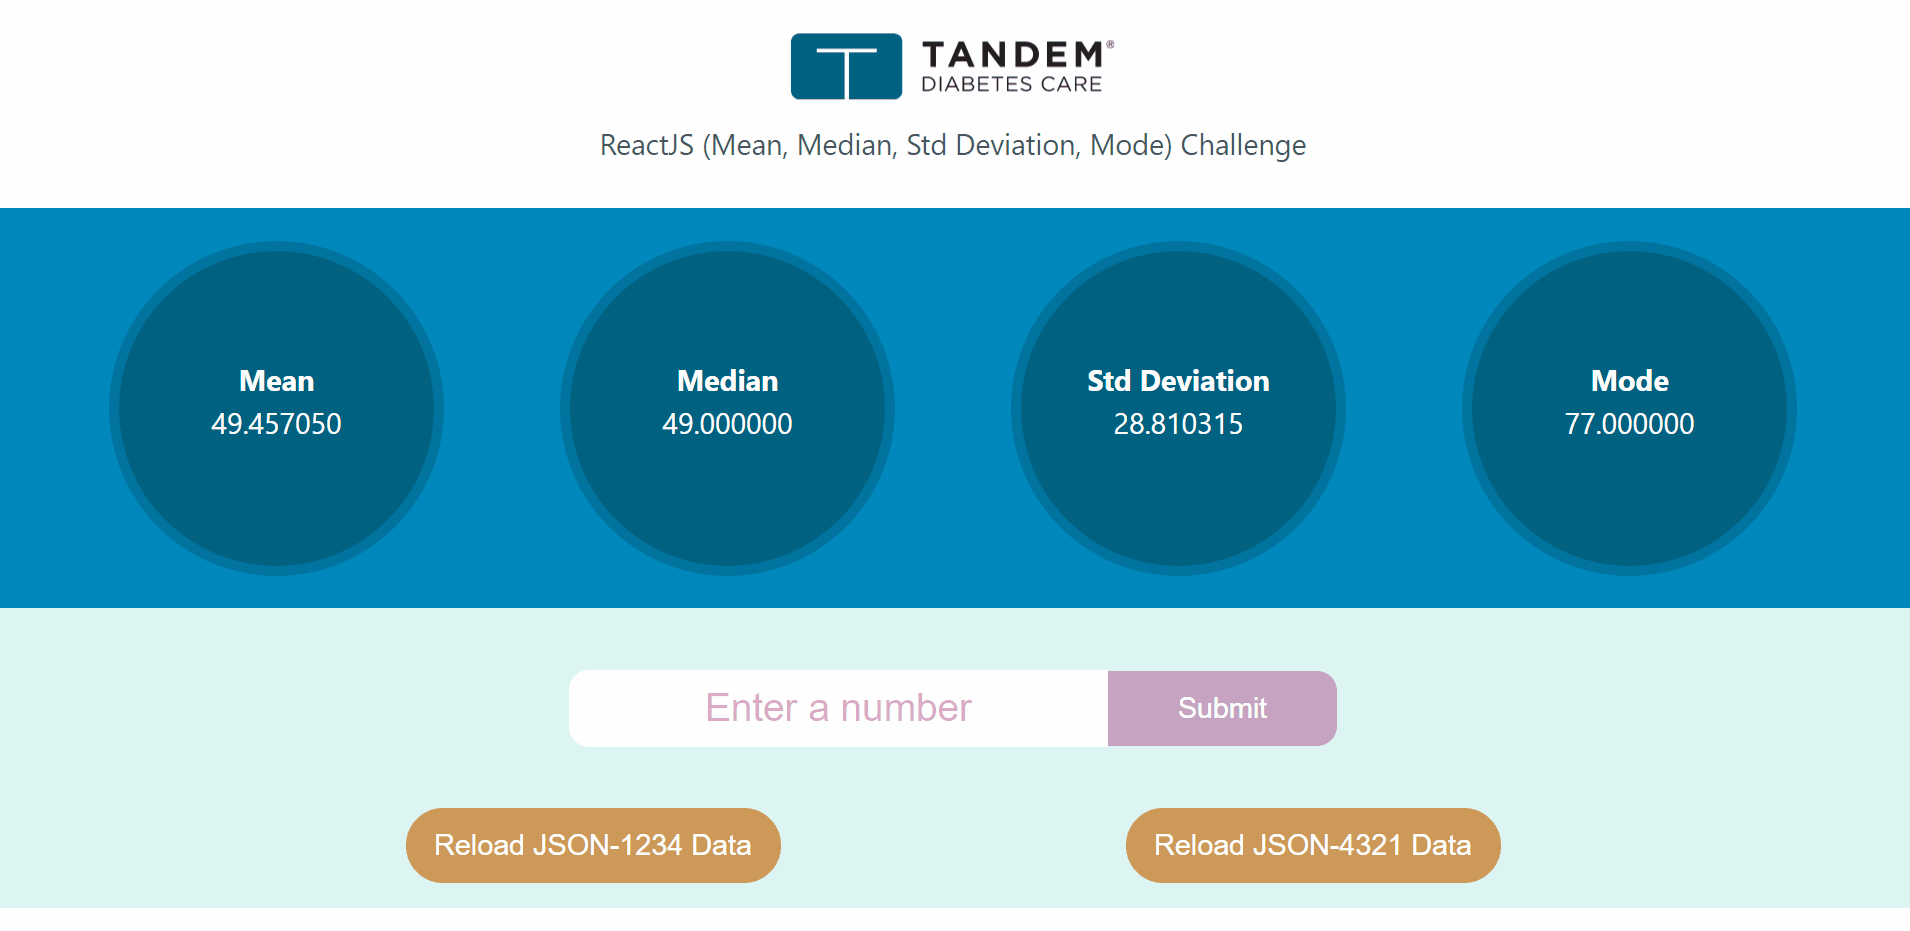 TANDEM®
DIABETES CARE
ReactJS (Mean, Median, Std Deviation, Mode) Challenge
Mean
49.457050
Median
49.000000
Std Deviation
28.810315
Mode
77.000000
Enter a number
Submit
Reload JSON-1234 Data
Reload JSON-4321 Data